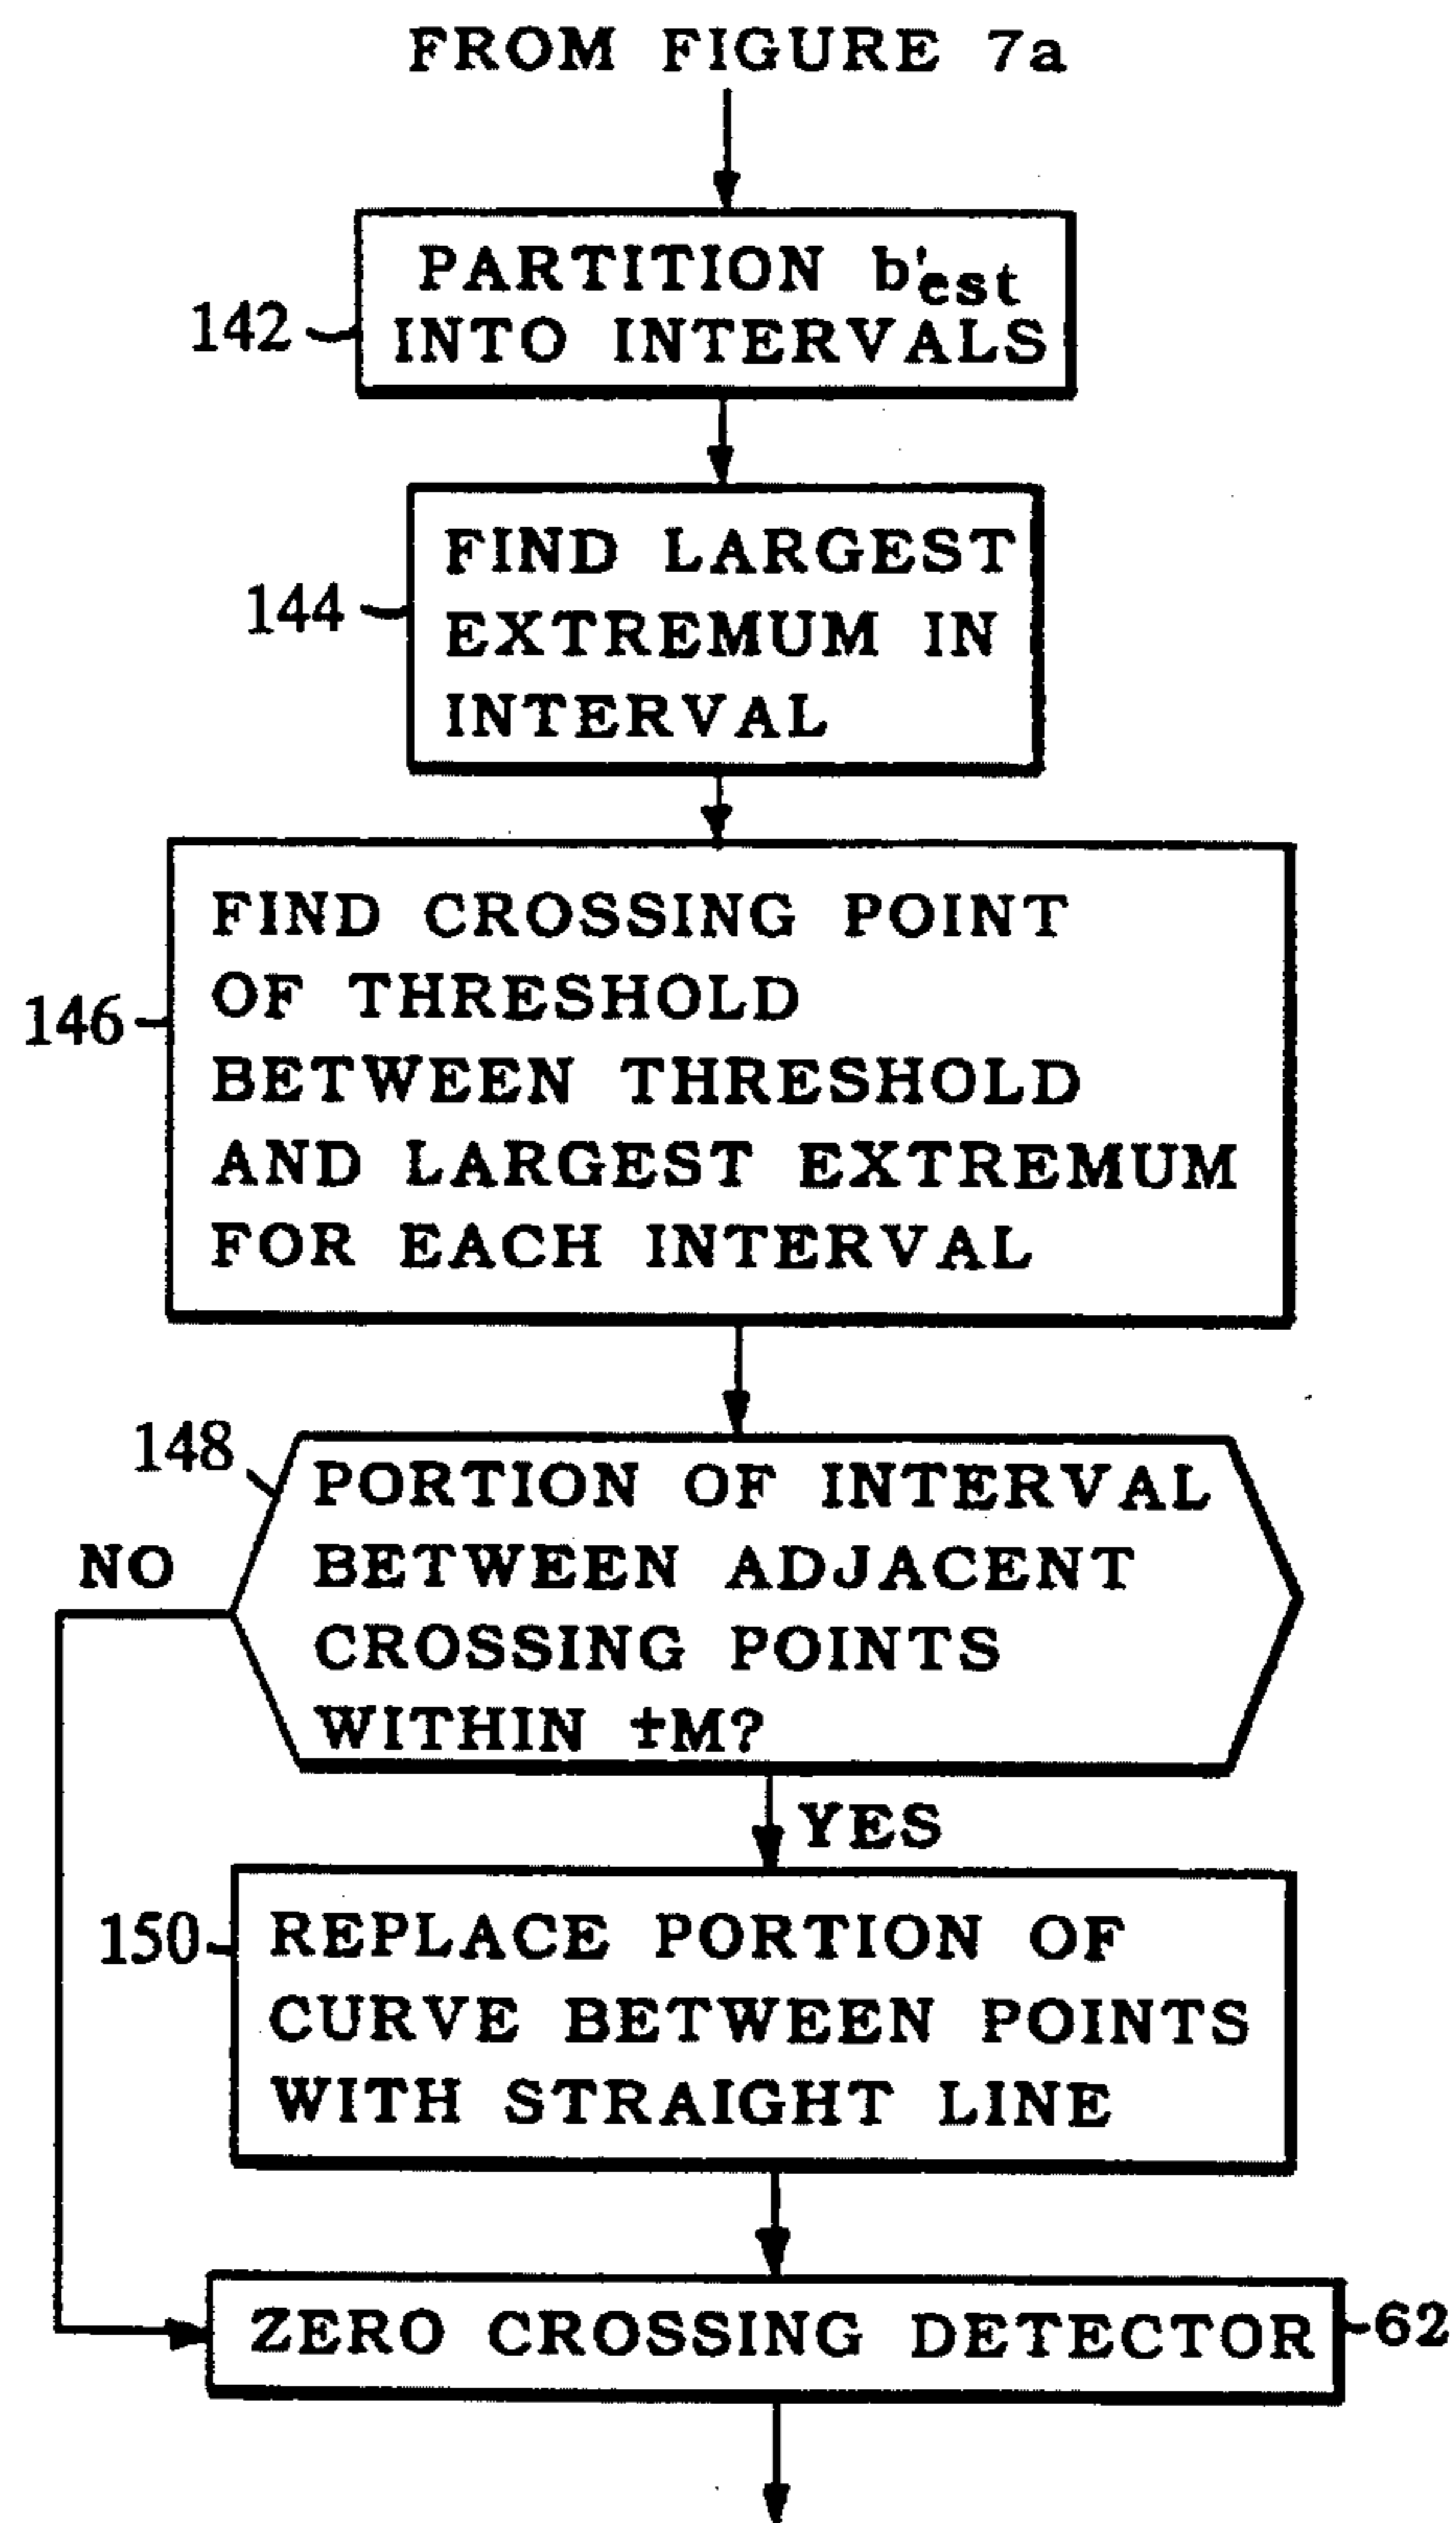 FROM FIGURE 7a
PARTITION b'est
142
INTO INTERVALS
FIND LARGEST
144
EXTREMUM IN
INTERVAL
FIND CROSSING POINT
OF THRESHOLD
146
BETWEEN THRESHOLD
AND LARGEST EXTREMUM
FOR EACH INTERVAL
148
PORTION OF INTERVAL
NO
BETWEEN ADJACENT
CROSSING POINTS
WITHIN ±M?
YES
150
REPLACE PORTION OF
CURVE BETWEEN POINTS
WITH STRAIGHT LINE
ZERO CROSSING DETECTOR
62